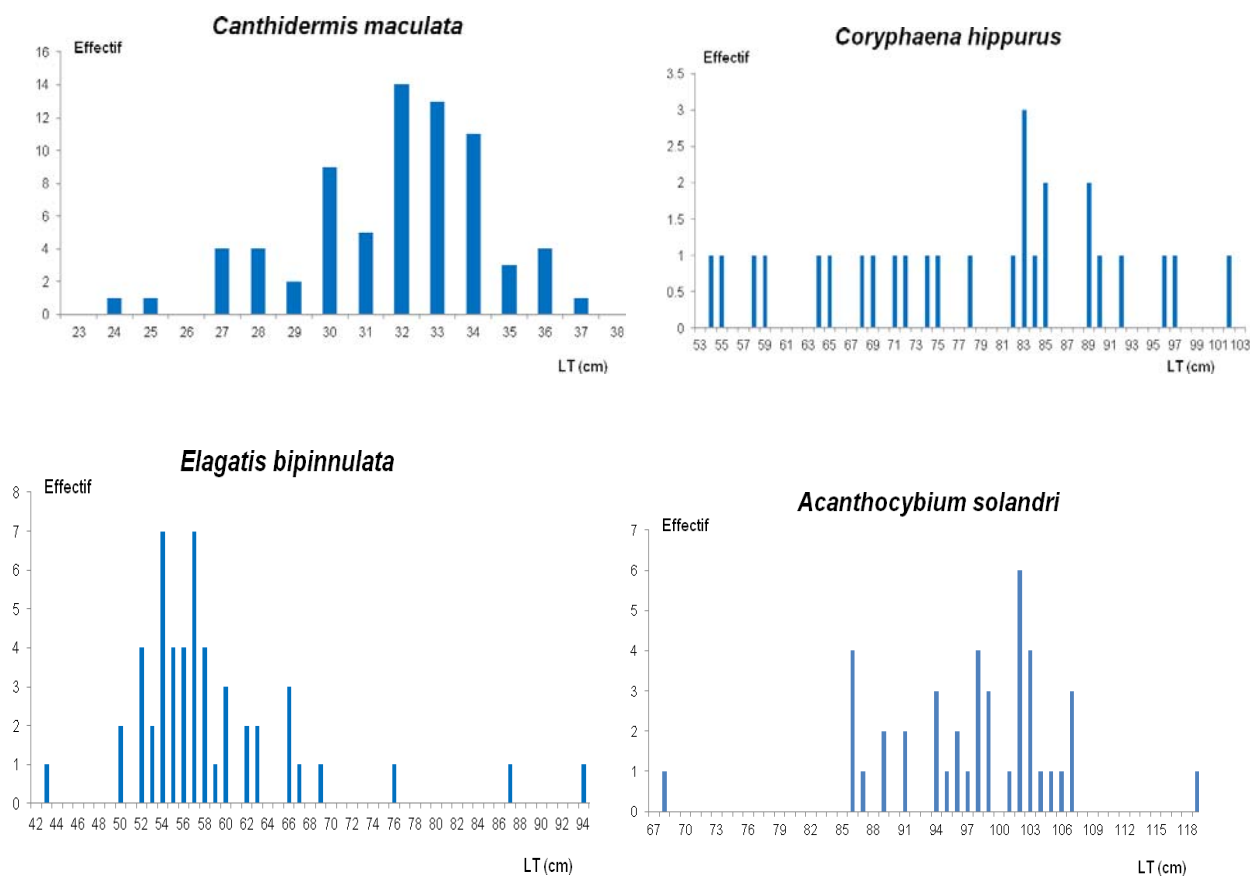 Canthidermis maculata
Effectif
16
14
12
10
8
6
4
2
0
23 24 25 26 27 28 29 30 31 32 33 34 35 36 37 38
LT (cm)
Coryphaena hippurus
Effectif
3.5
3
2.5
2
1.5
1
0.5
0
53 55 57 59 61 63 65 67 69 71 73 75 77 79 81 83 85 87 89 91 93 95 97 99 101 103
LT (cm)
Elagatis bipinnulata
Effectif
8
7
6
5
4
3
2
1
0
42 44 46 48 50 52 54 56 58 60 62 64 66 68 70 72 74 76 78 80 82 84 86 88 90 92 94
LT (cm)
Acanthocybium solandri
Effectif
7
6
5
4
3
2
1
0
67 70 73 76 79 82 85 88 91 94 97 100 103 106 109 112 115 118
LT (cm)